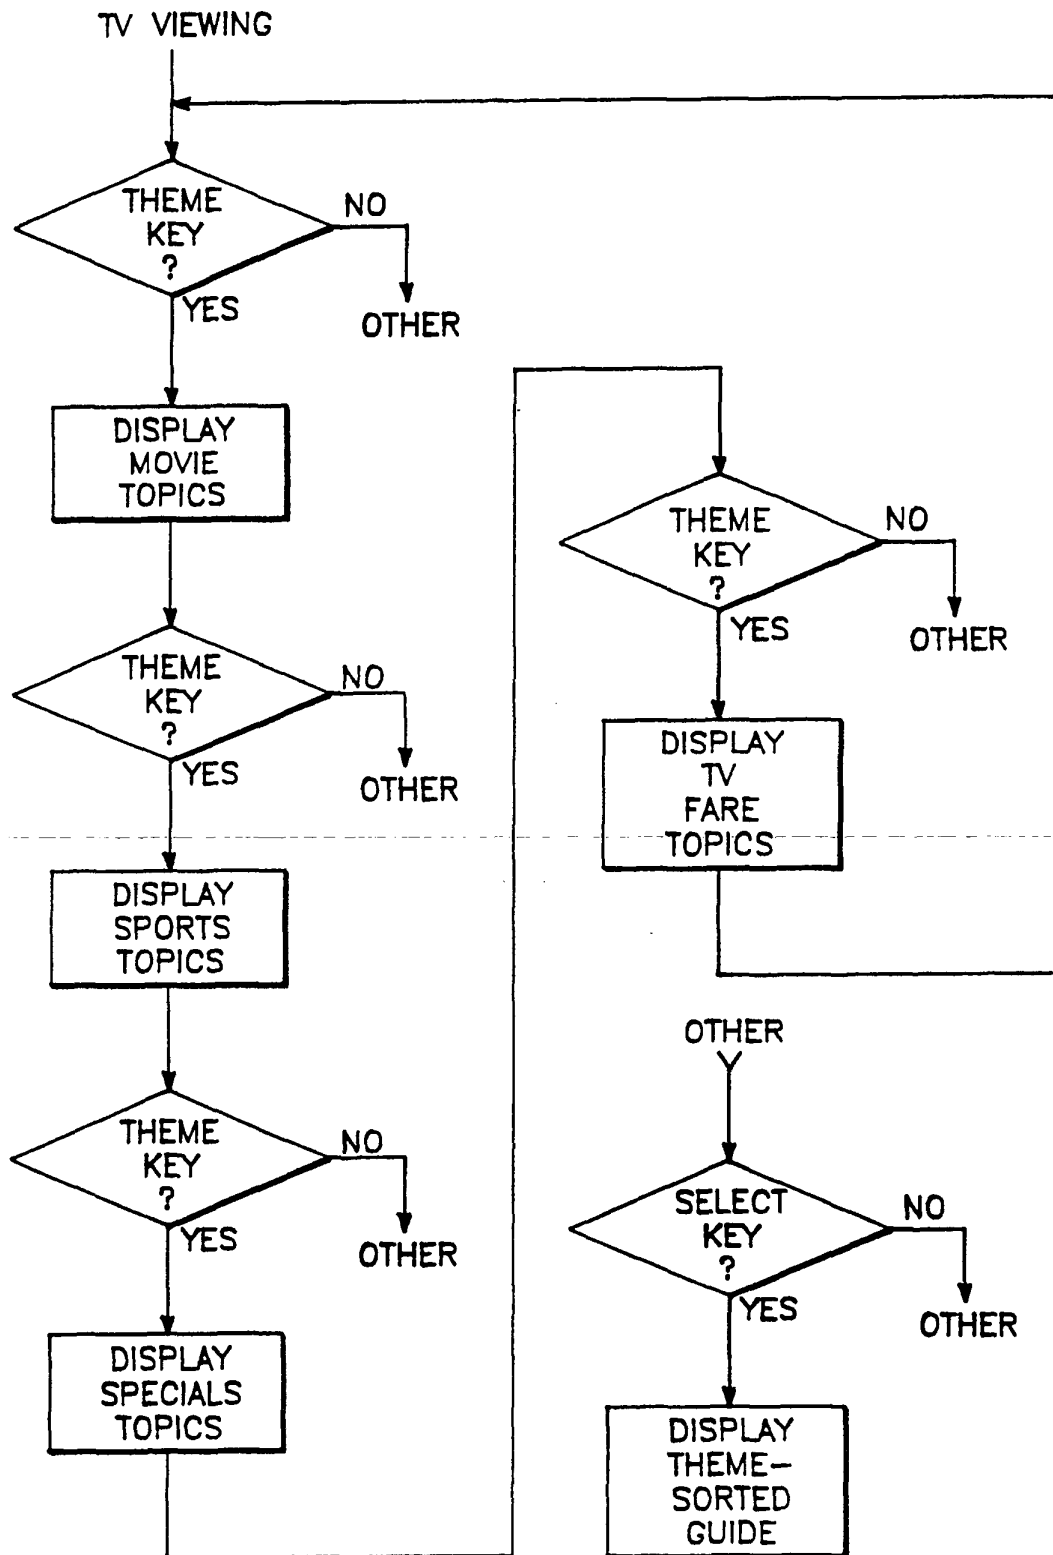 TV VIEWING
THEME
KEY
?
NO
YES
OTHER
DISPLAY
MOVIE
TOPICS
THEME
KEY
?
NO
YES
OTHER
DISPLAY
SPORTS
TOPICS
THEME
KEY
?
NO
YES
OTHER
DISPLAY
SPECIALS
TOPICS
THEME
KEY
?
NO
YES
OTHER
DISPLAY
TV
FARE
TOPICS
OTHER
SELECT
KEY
?
NO
YES
OTHER
DISPLAY
THEME-
SORTED
GUIDE